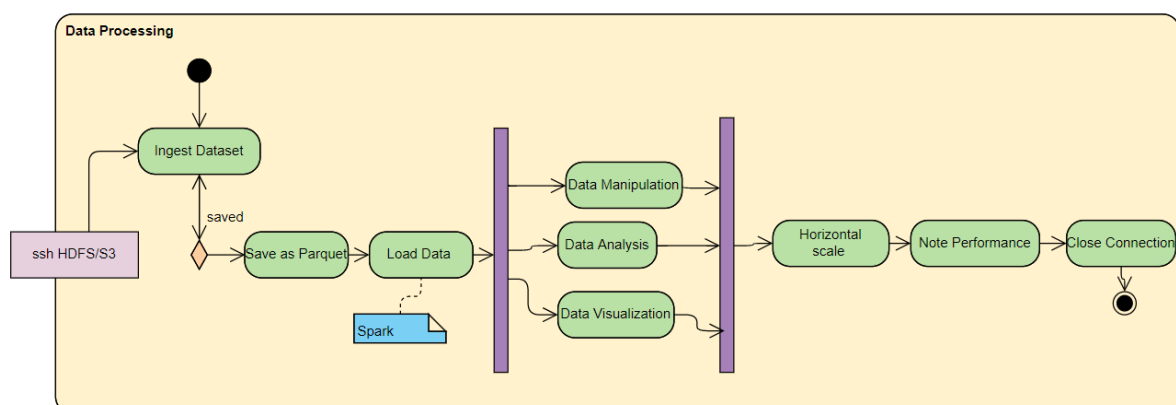 Data Processing
Ingest Dataset
saved
ssh HDFS/S3
Save as Parquet
Load Data
Spark
Data Manipulation
Data Analysis
Data Visualization
Horizontal
scale
Note Performance
Close Connection